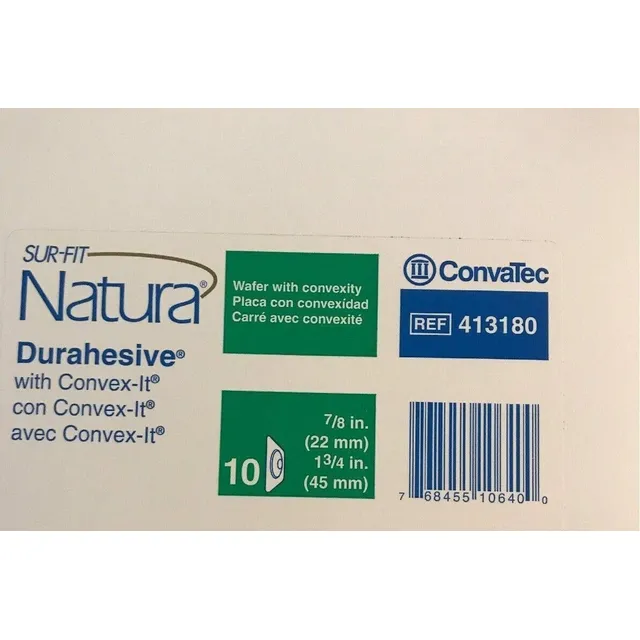 SUR-FIT
Natura®
Durahesive®
with Convex-It®
con Convex-It®
avec Convex-It®
Wafer with convexity
Placa con convexidad
Carré avec convexité
10
7/8 in.
(22 mm)
1 3/4 in.
(45 mm)
ConvaTec
REF 413180
7 68455 10640 0